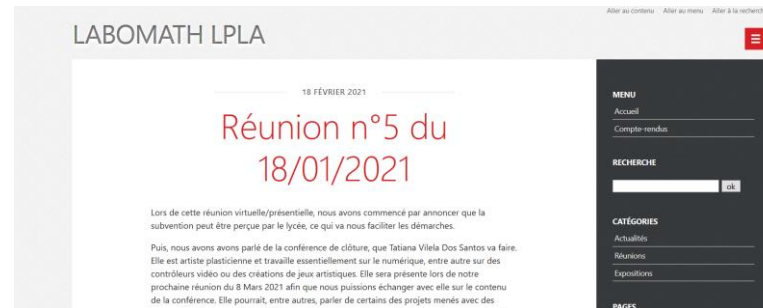 Aller au contenu Aller au menu Aller à la recherch
LABOMATH LPLA
18 FÉVRIER 2021
Réunion n°5 du
18/01/2021
Lors de cette réunion virtuelle/présentielle, nous avons commencé par annoncer que la
subvention peut être perçue par le lycée, ce qui va nous faciliter les démarches.
Puis, nous avons avons parlé de la conférence de clôture, que Tatiana Vilela Dos Santos va faire.
Elle est artiste plasticienne et travaille essentiellement sur le numérique, entre autre sur des
contrôleurs vidéo ou des créations de jeux artistiques. Elle sera présente lors de notre
prochaine réunion du 8 Mars 2021 afin que nous puissions échanger avec elle sur le contenu
de la conférence. Elle pourrait, entre autres, parler de certains des projets menés avec des
MENU
Accueil
Compte-rendus
RECHERCHE
ok
CATÉGORIES
Actualités
Réunions
Expositions
PAGES